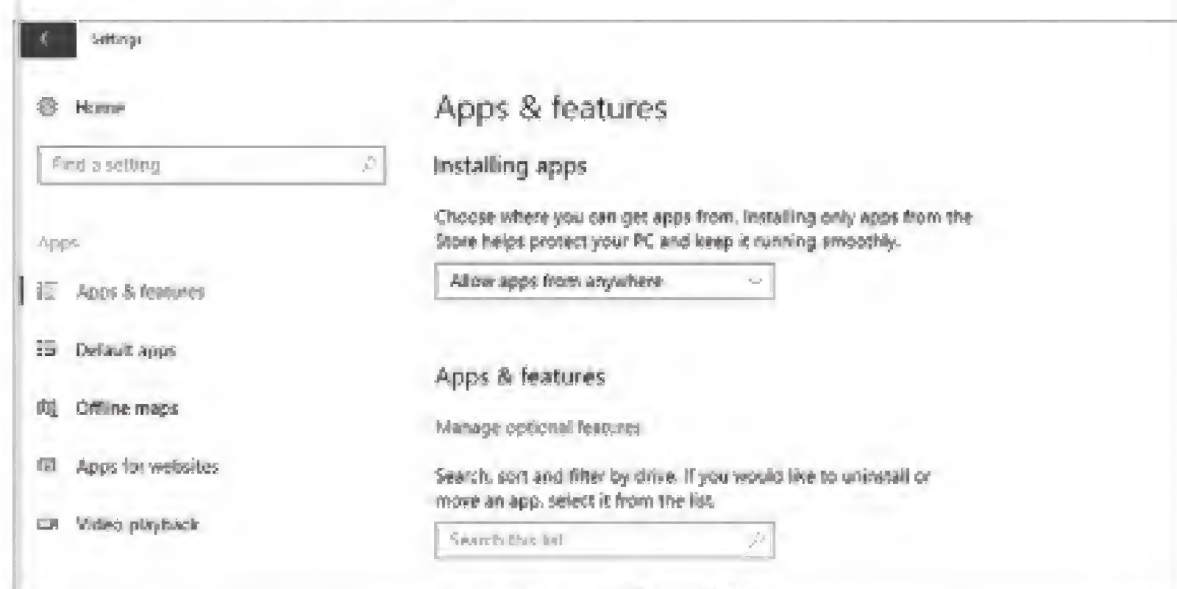 Settings
Home
Find a setting
Apps
Apps & features
Default apps
Offline maps
Apps for websites
Video playback
Apps & features
Installing apps
Choose where you can get apps from. Installing only apps from the
Store helps protect your PC and keep it running smoothly.
Allow apps from anywhere
Apps & features
Manage optional features
Search, sort and filter by drive. If you would like to uninstall or
move an app, select it from the list.
Search this list